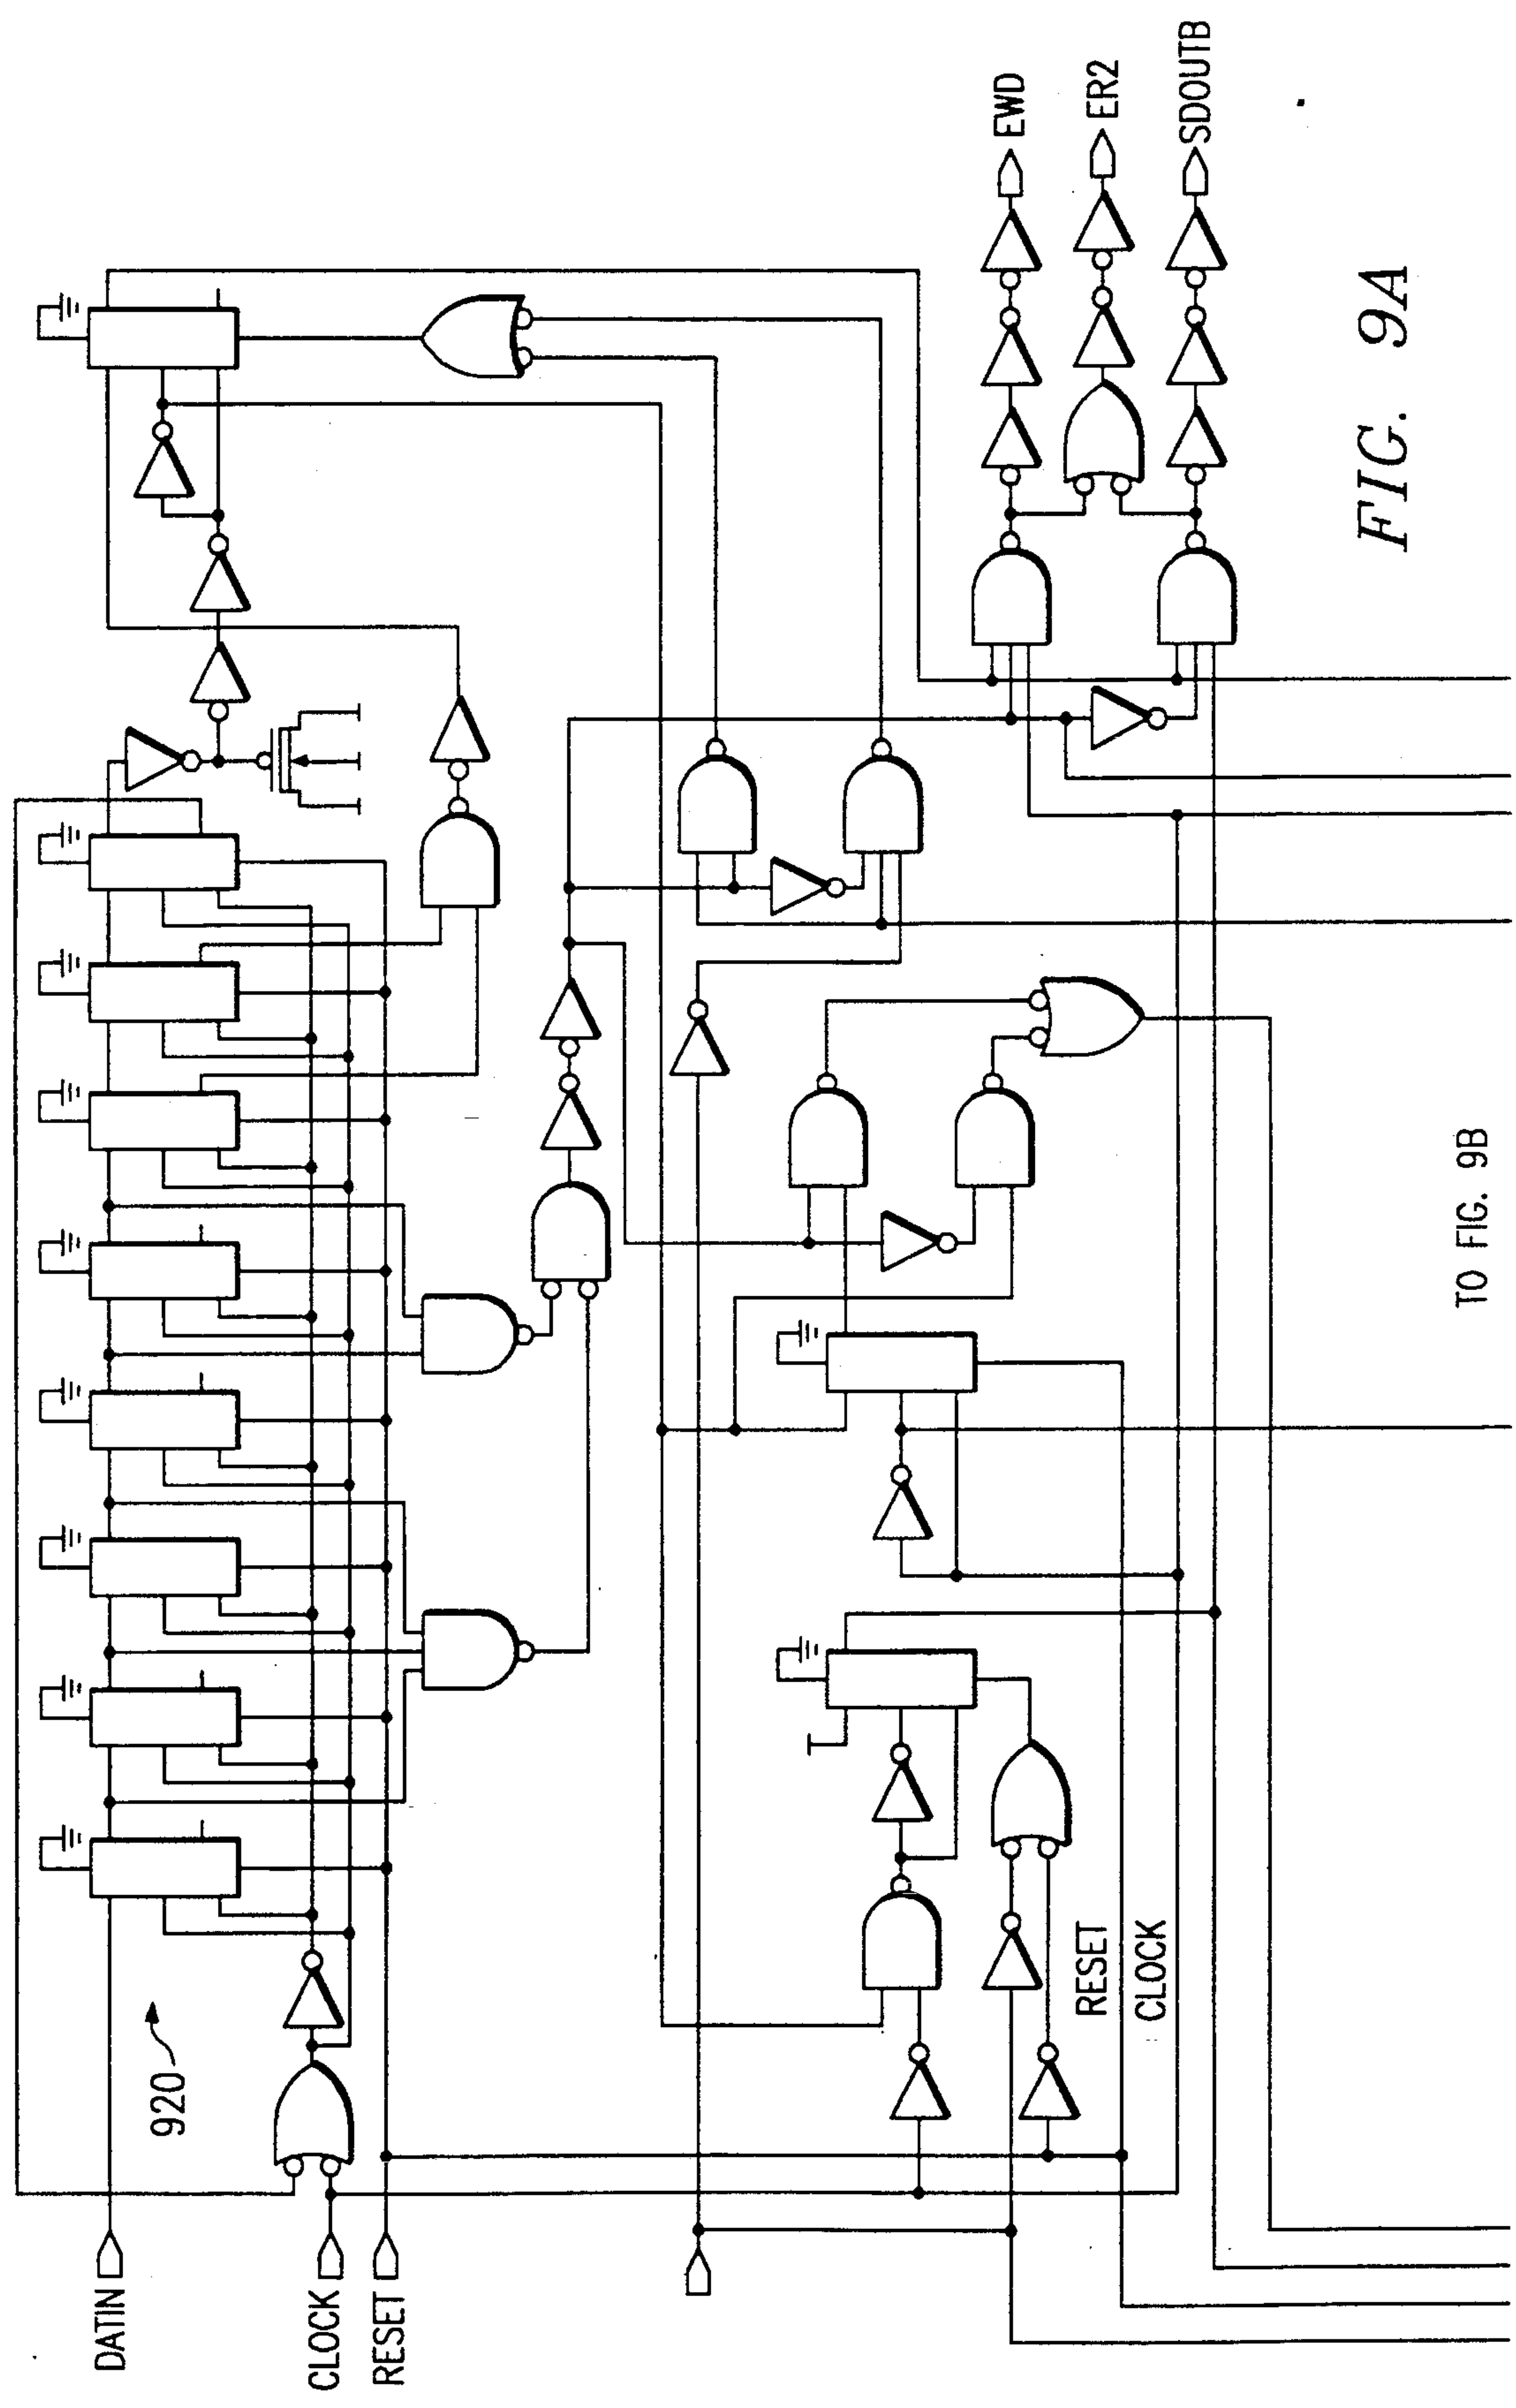 DATIN
CLOCK
RESET
920
RESET
CLOCK
EWD
ER2
SDOUTB
TO FIG. 9B
FIG. 9A